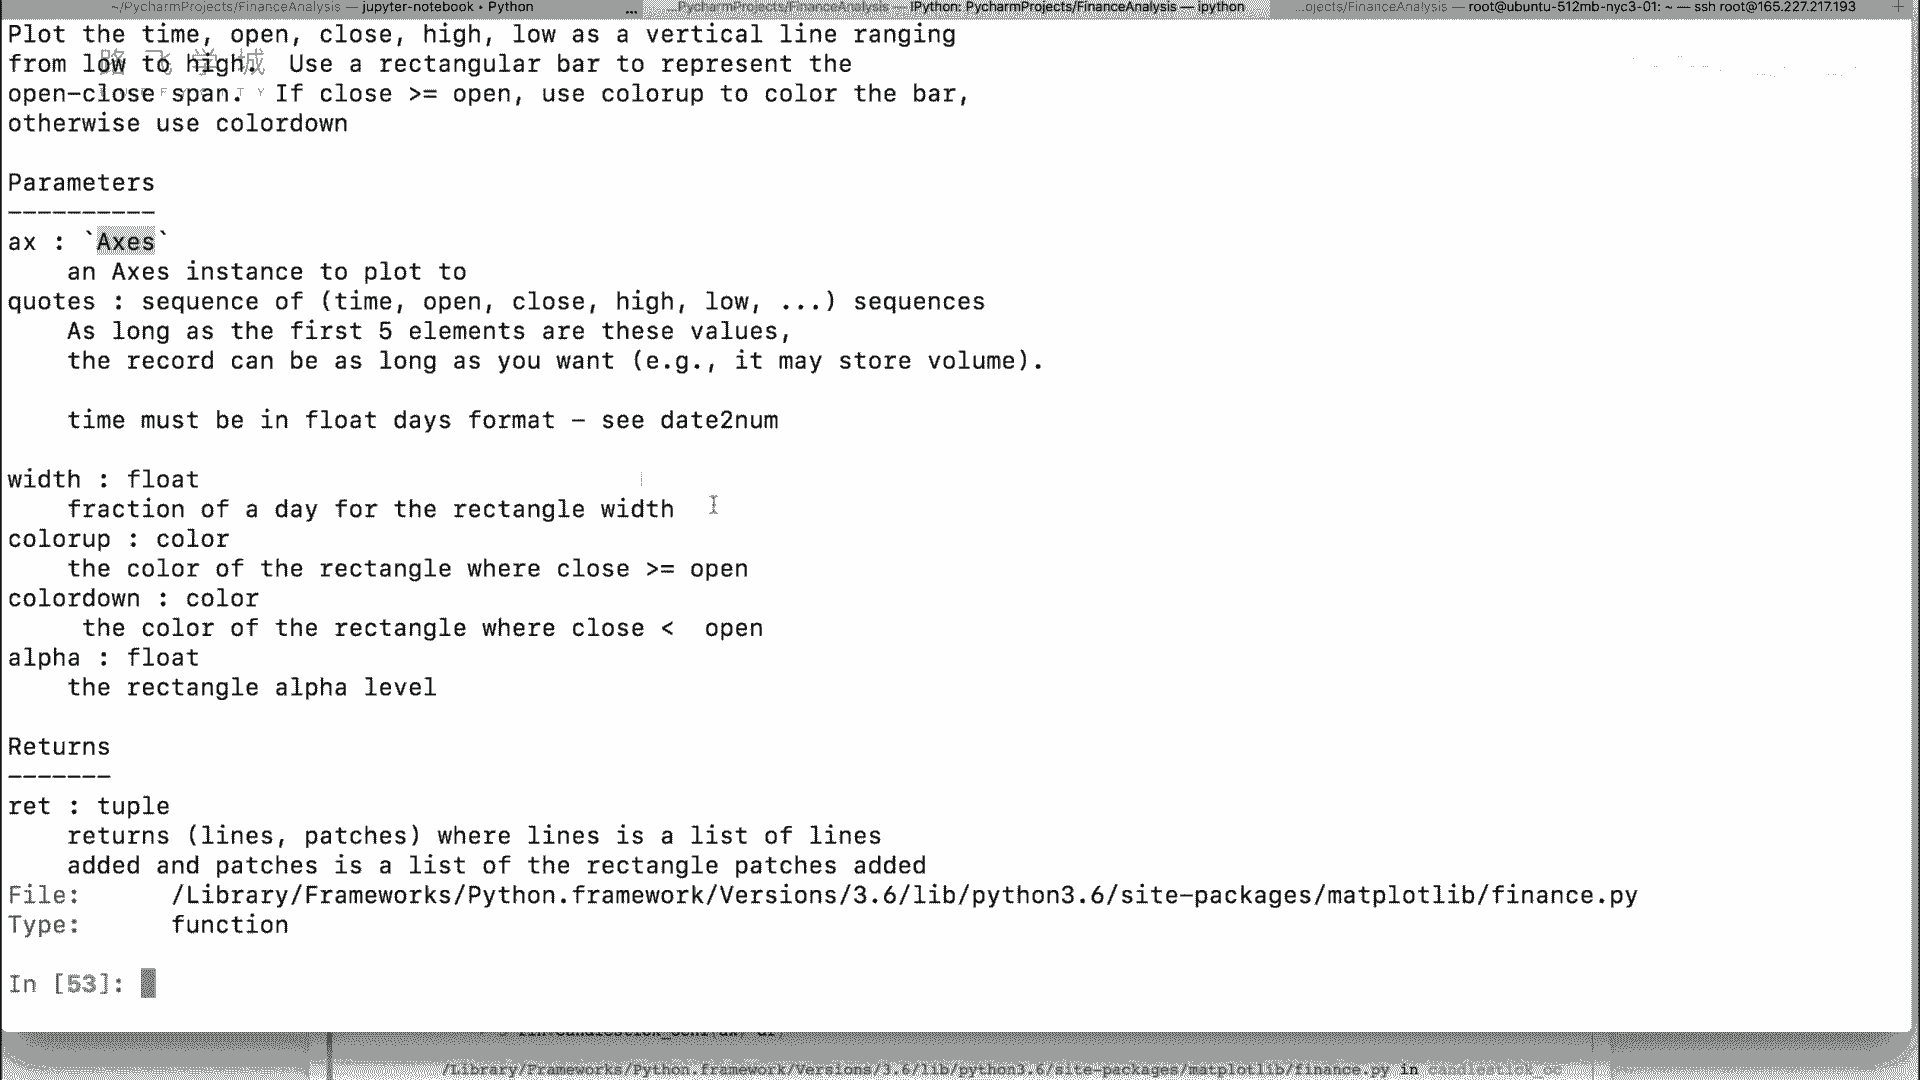 ~/PycharmProjects/FinanceAnalysis — jupyter-notebook • Python ... ...PycharmProjects/FinanceAnalysis — IPython: PycharmProjects/FinanceAnalysis — ipython ...ojects/FinanceAnalysis — root@ubuntu-512mb-nyc3-01: ~ — ssh root@165.227.217.193 +
Plot the time, open, close, high, low as a vertical line ranging
路飞学城
from low to high.  Use a rectangular bar to represent the
open-close span.  If close >= open, use colorup to color the bar,
otherwise use colordown
Parameters
----------
ax : `Axes`
    an Axes instance to plot to
quotes : sequence of (time, open, close, high, low, ...) sequences
    As long as the first 5 elements are these values,
    the record can be as long as you want (e.g., it may store volume).
    time must be in float days format - see date2num
width : float
    fraction of a day for the rectangle width
colorup : color
    the color of the rectangle where close >= open
colordown : color
     the color of the rectangle where close <  open
alpha : float
    the rectangle alpha level
Returns
-------
ret : tuple
    returns (lines, patches) where lines is a list of lines
    added and patches is a list of the rectangle patches added
File:      /Library/Frameworks/Python.framework/Versions/3.6/lib/python3.6/site-packages/matplotlib/finance.py
Type:      function
In [53]:
/Library/Frameworks/Python.framework/Versions/3.6/lib/python3.6/site-packages/matplotlib/finance.py in